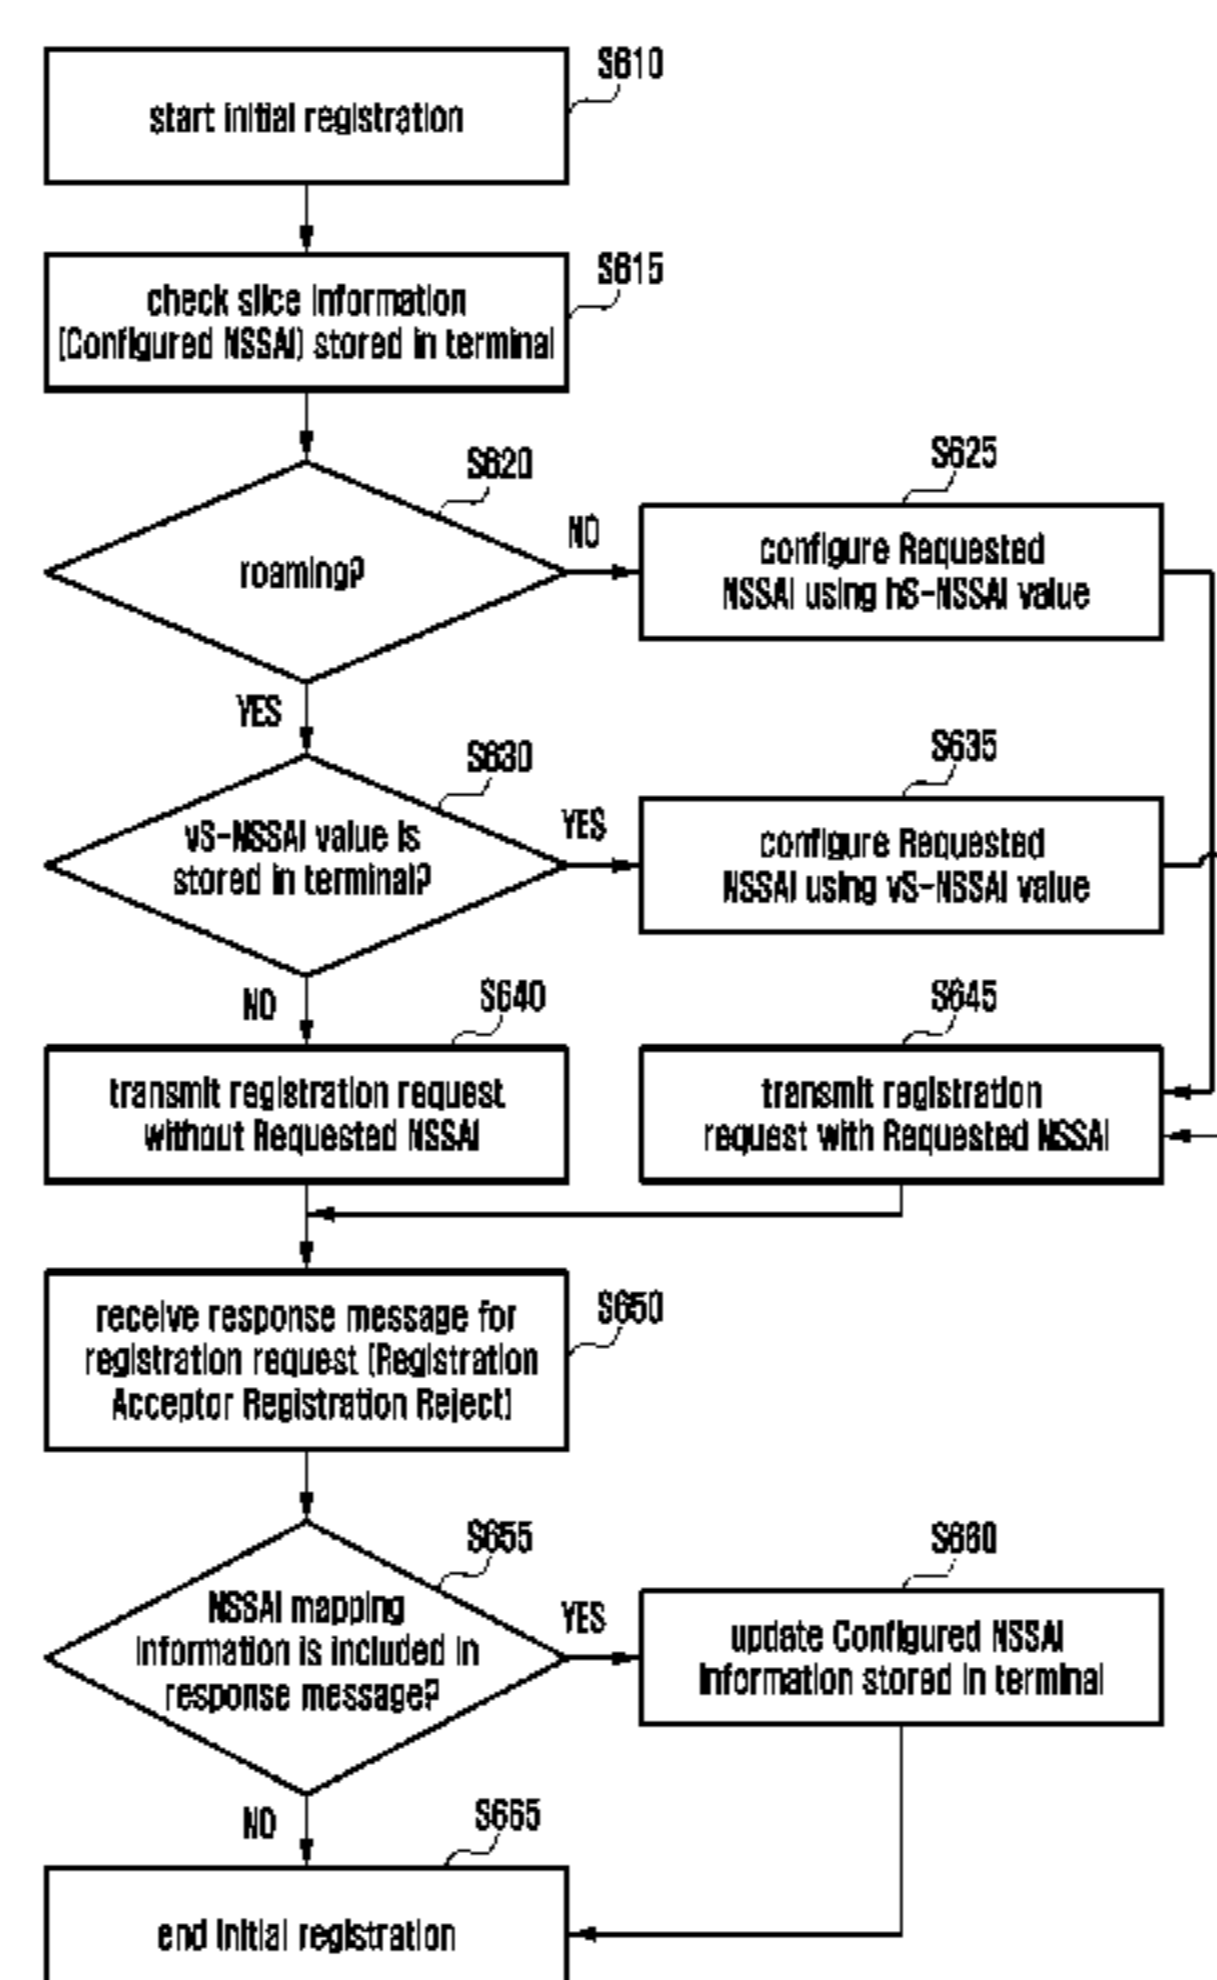 S610
start initial registration
S615
check slice information
(Configured NSSAI) stored in terminal
S620
roaming?
NO
S625
configure Requested
NSSAI using hS-NSSAI value
YES
S630
vS-NSSAI value is
stored in terminal?
YES
S635
configure Requested
NSSAI using vS-NSSAI value
NO
S640
transmit registration request
without Requested NSSAI
S645
transmit registration
request with Requested NSSAI
S650
receive response message for
registration request (Registration
Acceptor Registration Reject)
S655
NSSAI mapping
information is included in
response message?
YES
S660
update Configured NSSAI
information stored in terminal
NO
S665
end initial registration